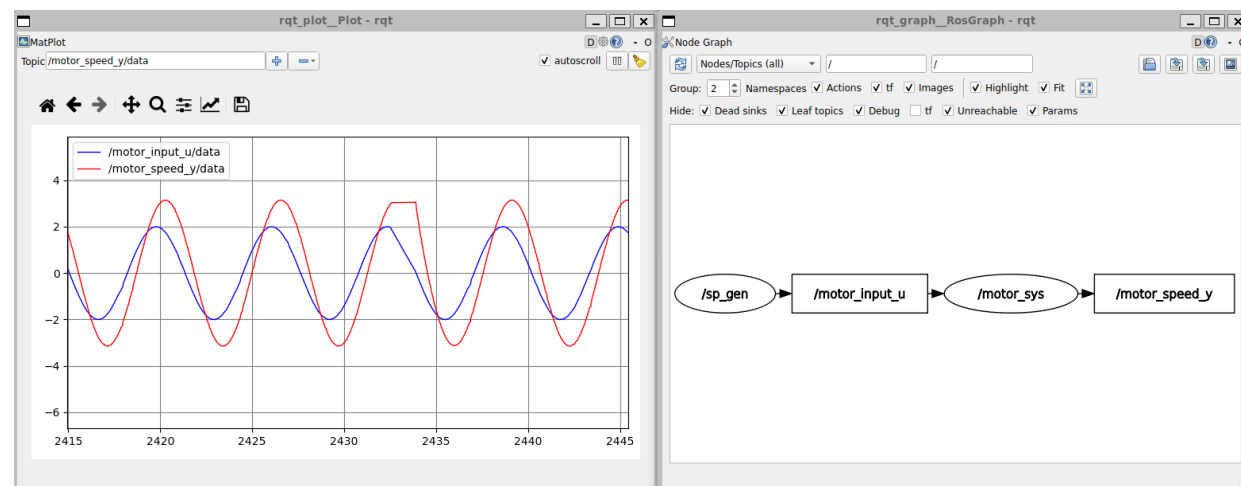 rqt_plot__Plot - rqt
MatPlot
D
- O
Topic /motor_speed_y/data
autoscroll
/motor_input_u/data
/motor_speed_y/data
4
2
0
−2
−4
−6
2415 2420 2425 2430 2435 2440 2445
rqt_graph__RosGraph - rqt
Node Graph
D
-
Nodes/Topics (all) / /
Group: 2 Namespaces Actions tf Images Highlight Fit
Hide: Dead sinks Leaf topics Debug tf Unreachable Params
/sp_gen /motor_input_u /motor_sys /motor_speed_y